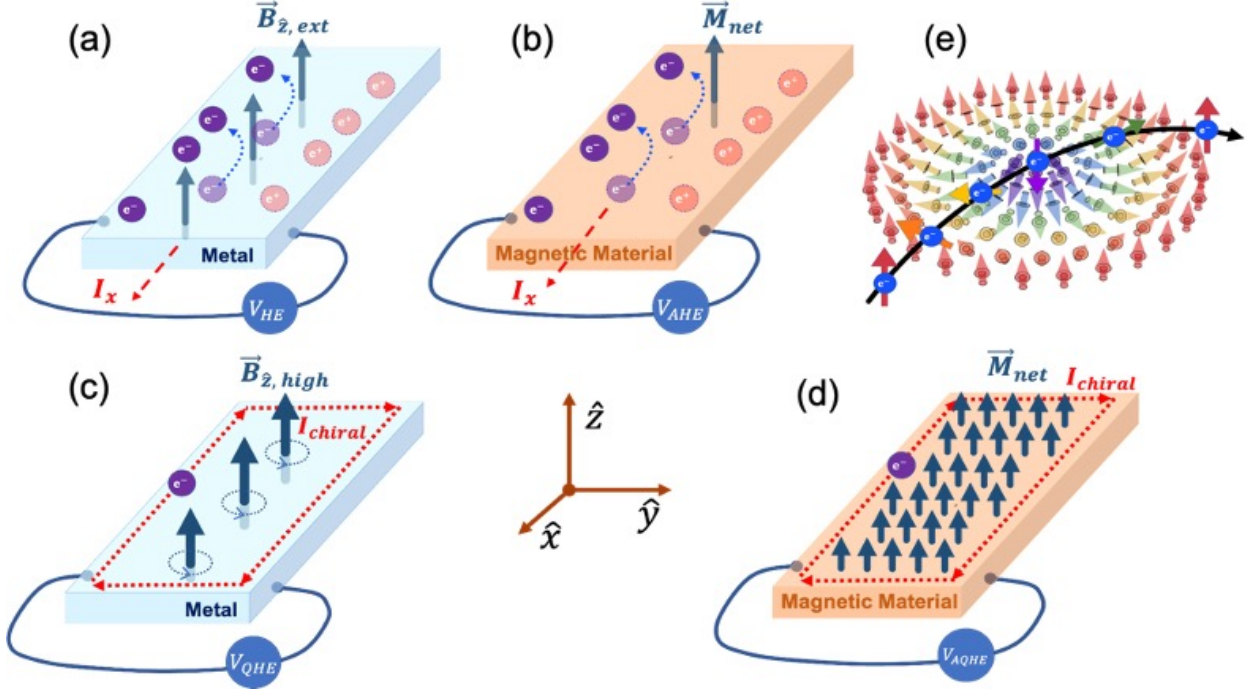 (a)
B⃗ẑ, ext
e⁻
e⁻
e⁻
e⁻
e⁻
e⁻
e⁺
e⁺
e⁺
e⁺
Metal
Iₓ
V_HE
(b)
M⃗net
e⁻
e⁻
e⁻
e⁻
e⁻
e⁻
e⁺
e⁺
e⁺
e⁺
Magnetic Material
Iₓ
V_AHE
(e)
e⁻
e⁻
e⁻
e⁻
e⁻
e⁻
(c)
B⃗ẑ, high
I_chiral
e⁻
Metal
V_QHE
ẑ
ŷ
x̂
(d)
M⃗net
I_chiral
e⁻
Magnetic Material
V_AQHE